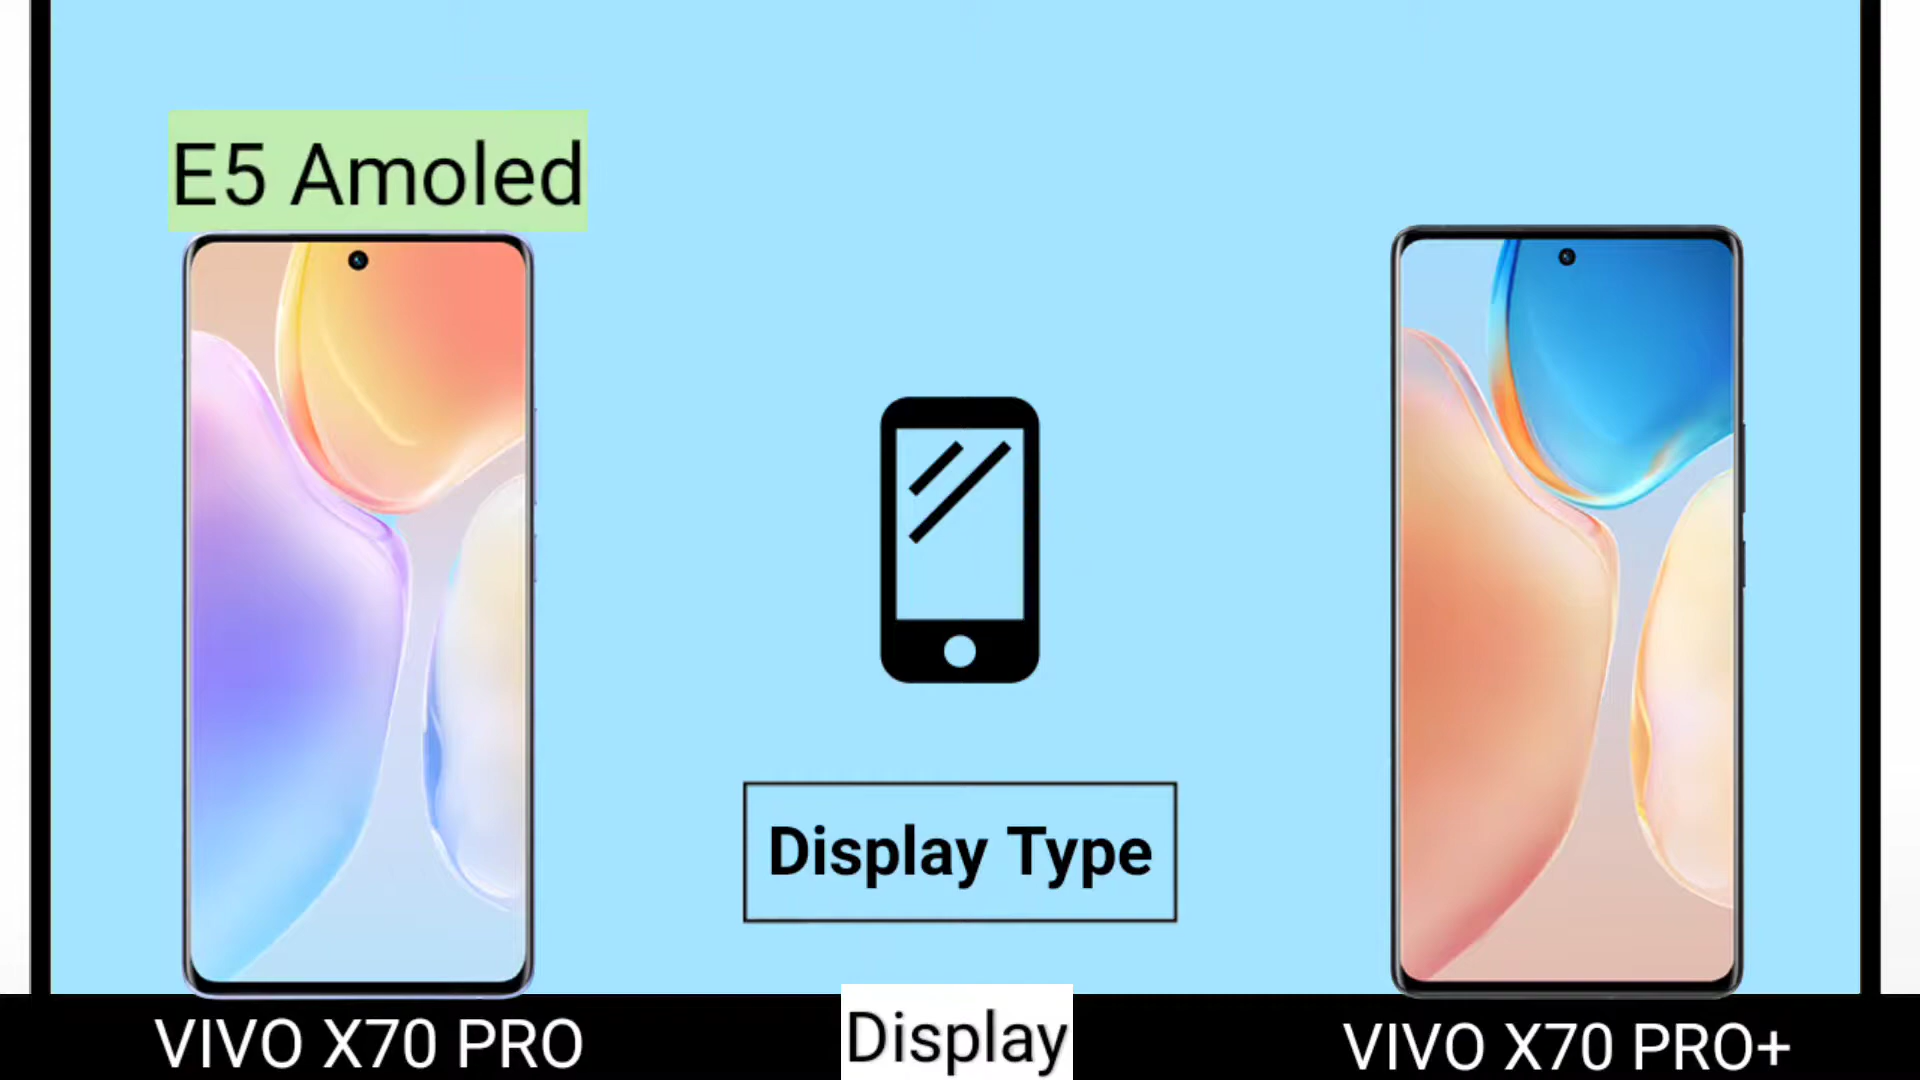 E5 Amoled
Display Type
VIVO X70 PRO
Display
VIVO X70 PRO+